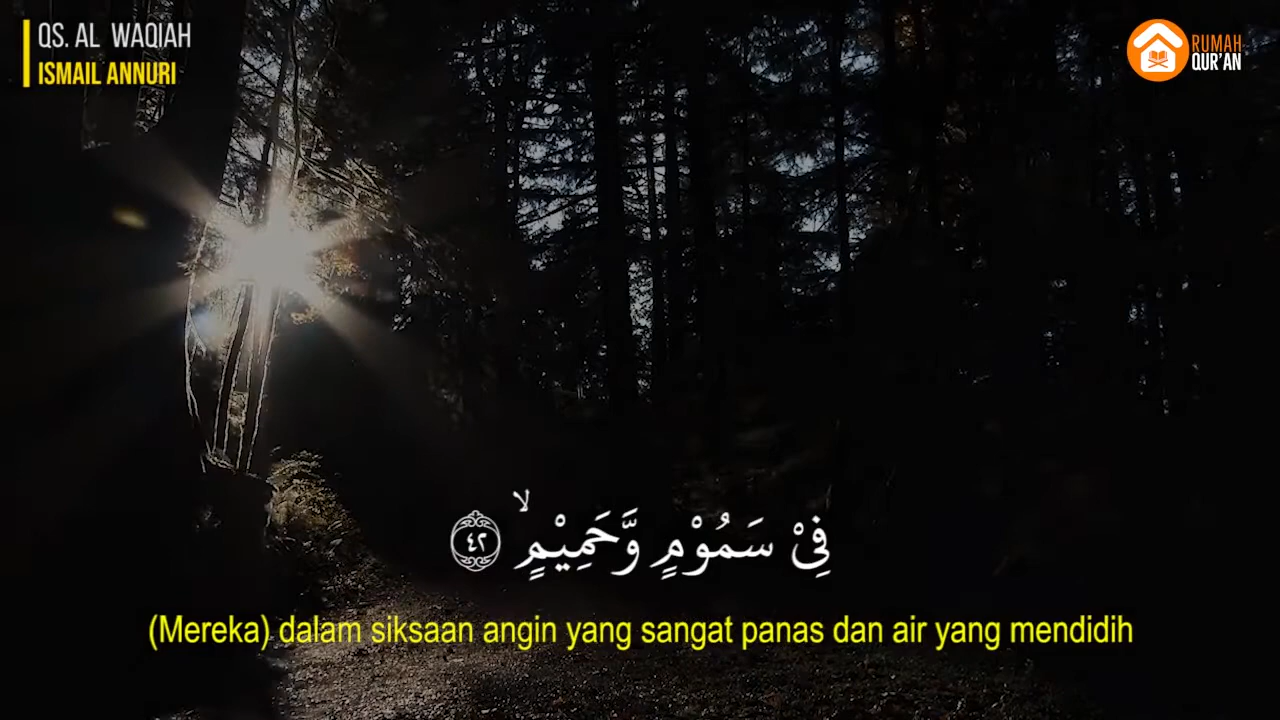 QS. AL WAQIAH
ISMAIL ANNURI
RUMAH
QUR'AN
فِيْ سَمُوْمٍ وَّحَمِيْمٍۙ ٤٢
(Mereka) dalam siksaan angin yang sangat panas dan air yang mendidih